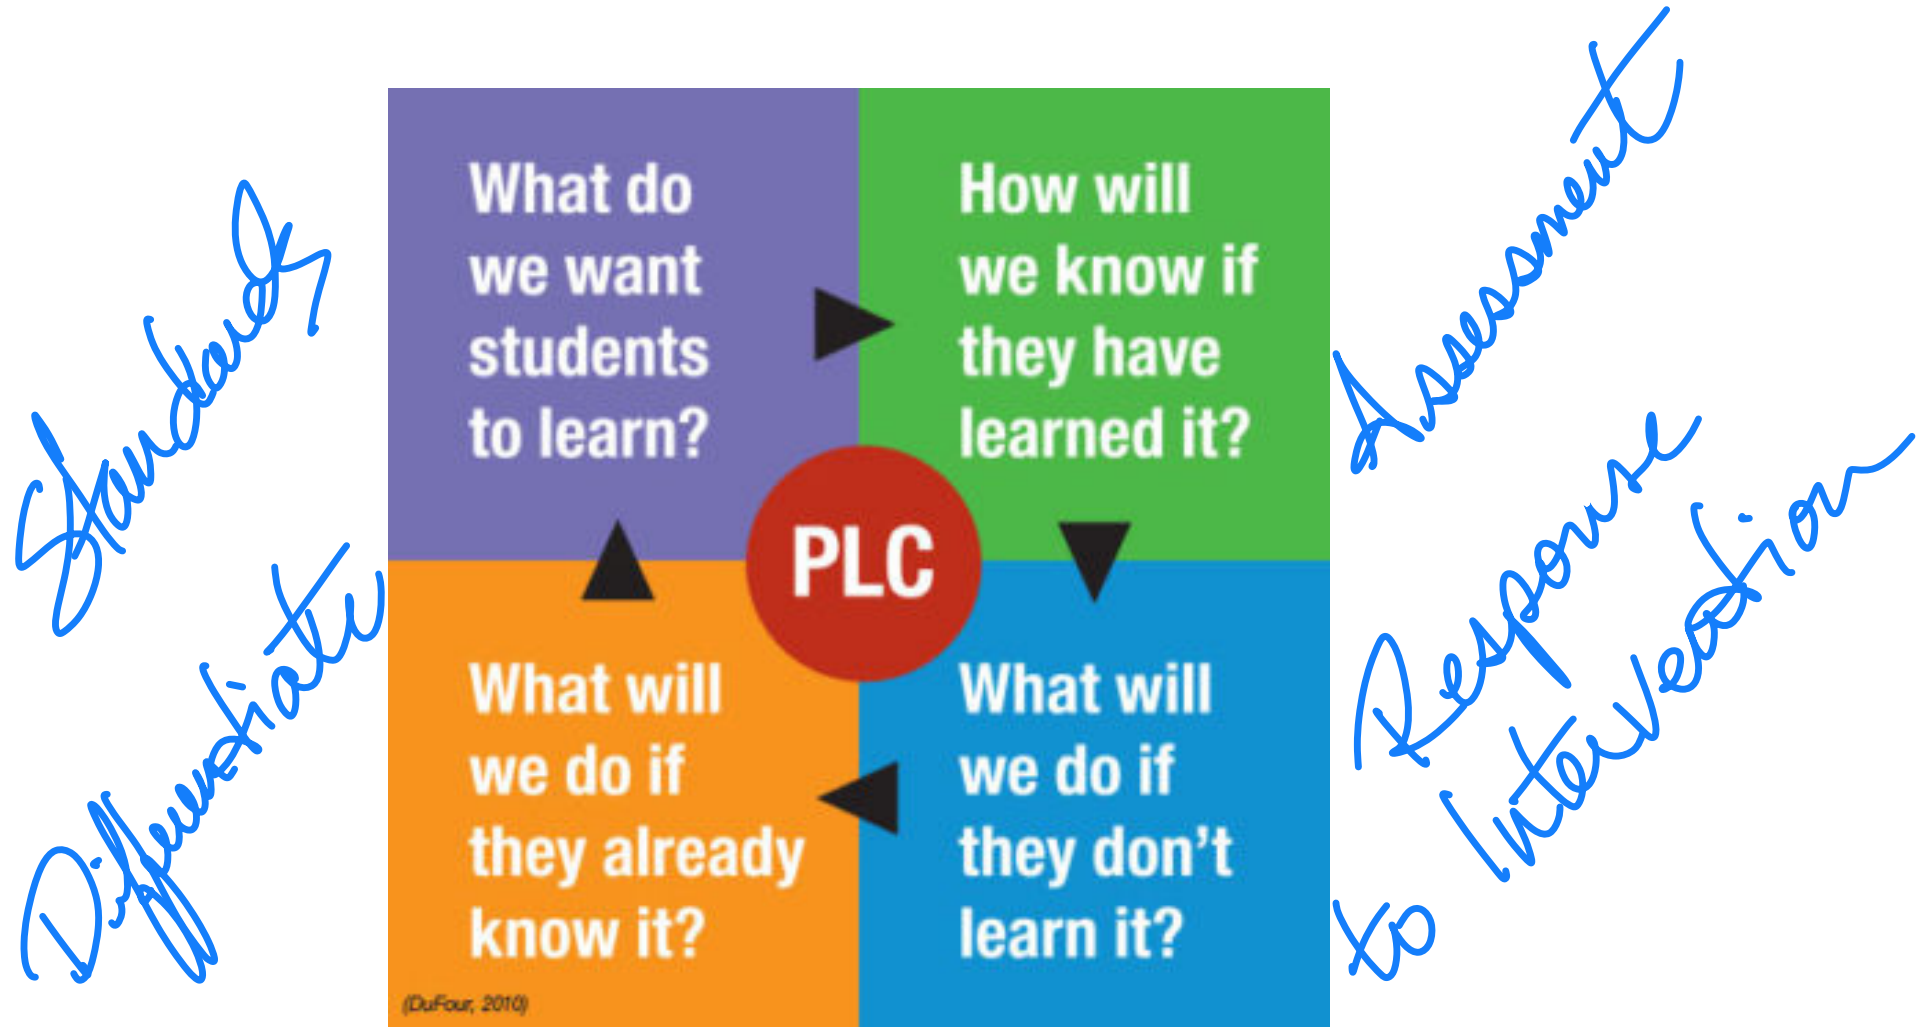 Standards
What do
we want
students
to learn?
How will
we know if
they have
learned it?
Assessment
PLC
Differentiate
What will
we do if
they already
know it?
What will
we do if
they don't
learn it?
Response
to Intervention
(DuFour, 2010)